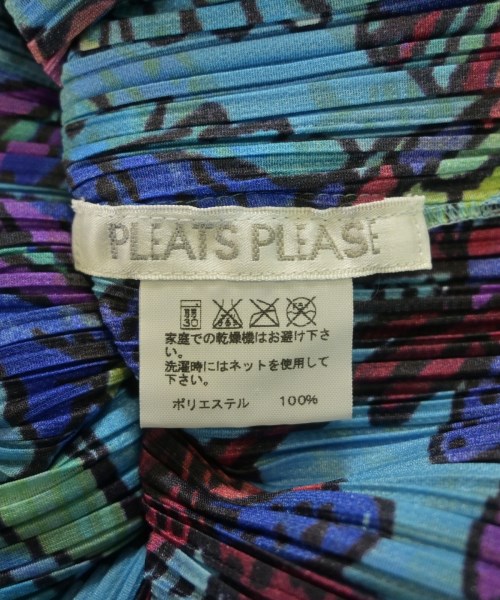 PLEATS PLEASE
弱
30
家庭での乾燥機はお避け下さ
い。
洗濯時にはネットを使用して
下さい。
ポリエステル 100%